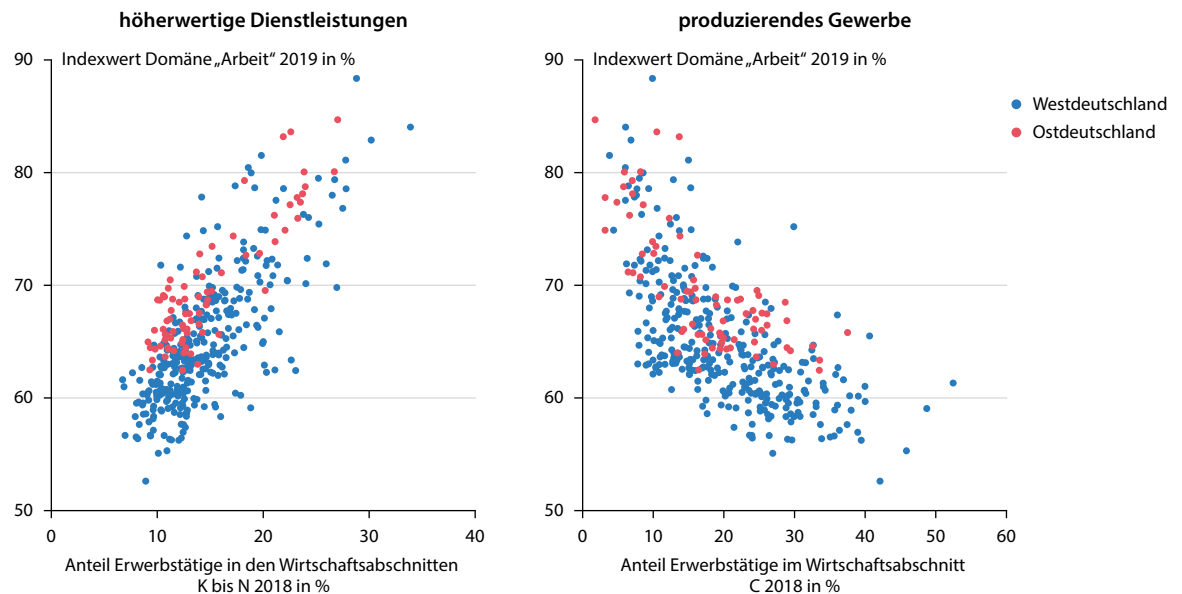 höherwertige Dienstleistungen
90
Indexwert Domäne „Arbeit“ 2019 in %
80
70
60
50
0
10
20
30
40
Anteil Erwerbstätige in den Wirtschaftsabschnitten
K bis N 2018 in %
produzierendes Gewerbe
90
Indexwert Domäne „Arbeit“ 2019 in %
80
70
60
50
0
10
20
30
40
50
60
Anteil Erwerbstätige im Wirtschaftsabschnitt
C 2018 in %
Westdeutschland
Ostdeutschland